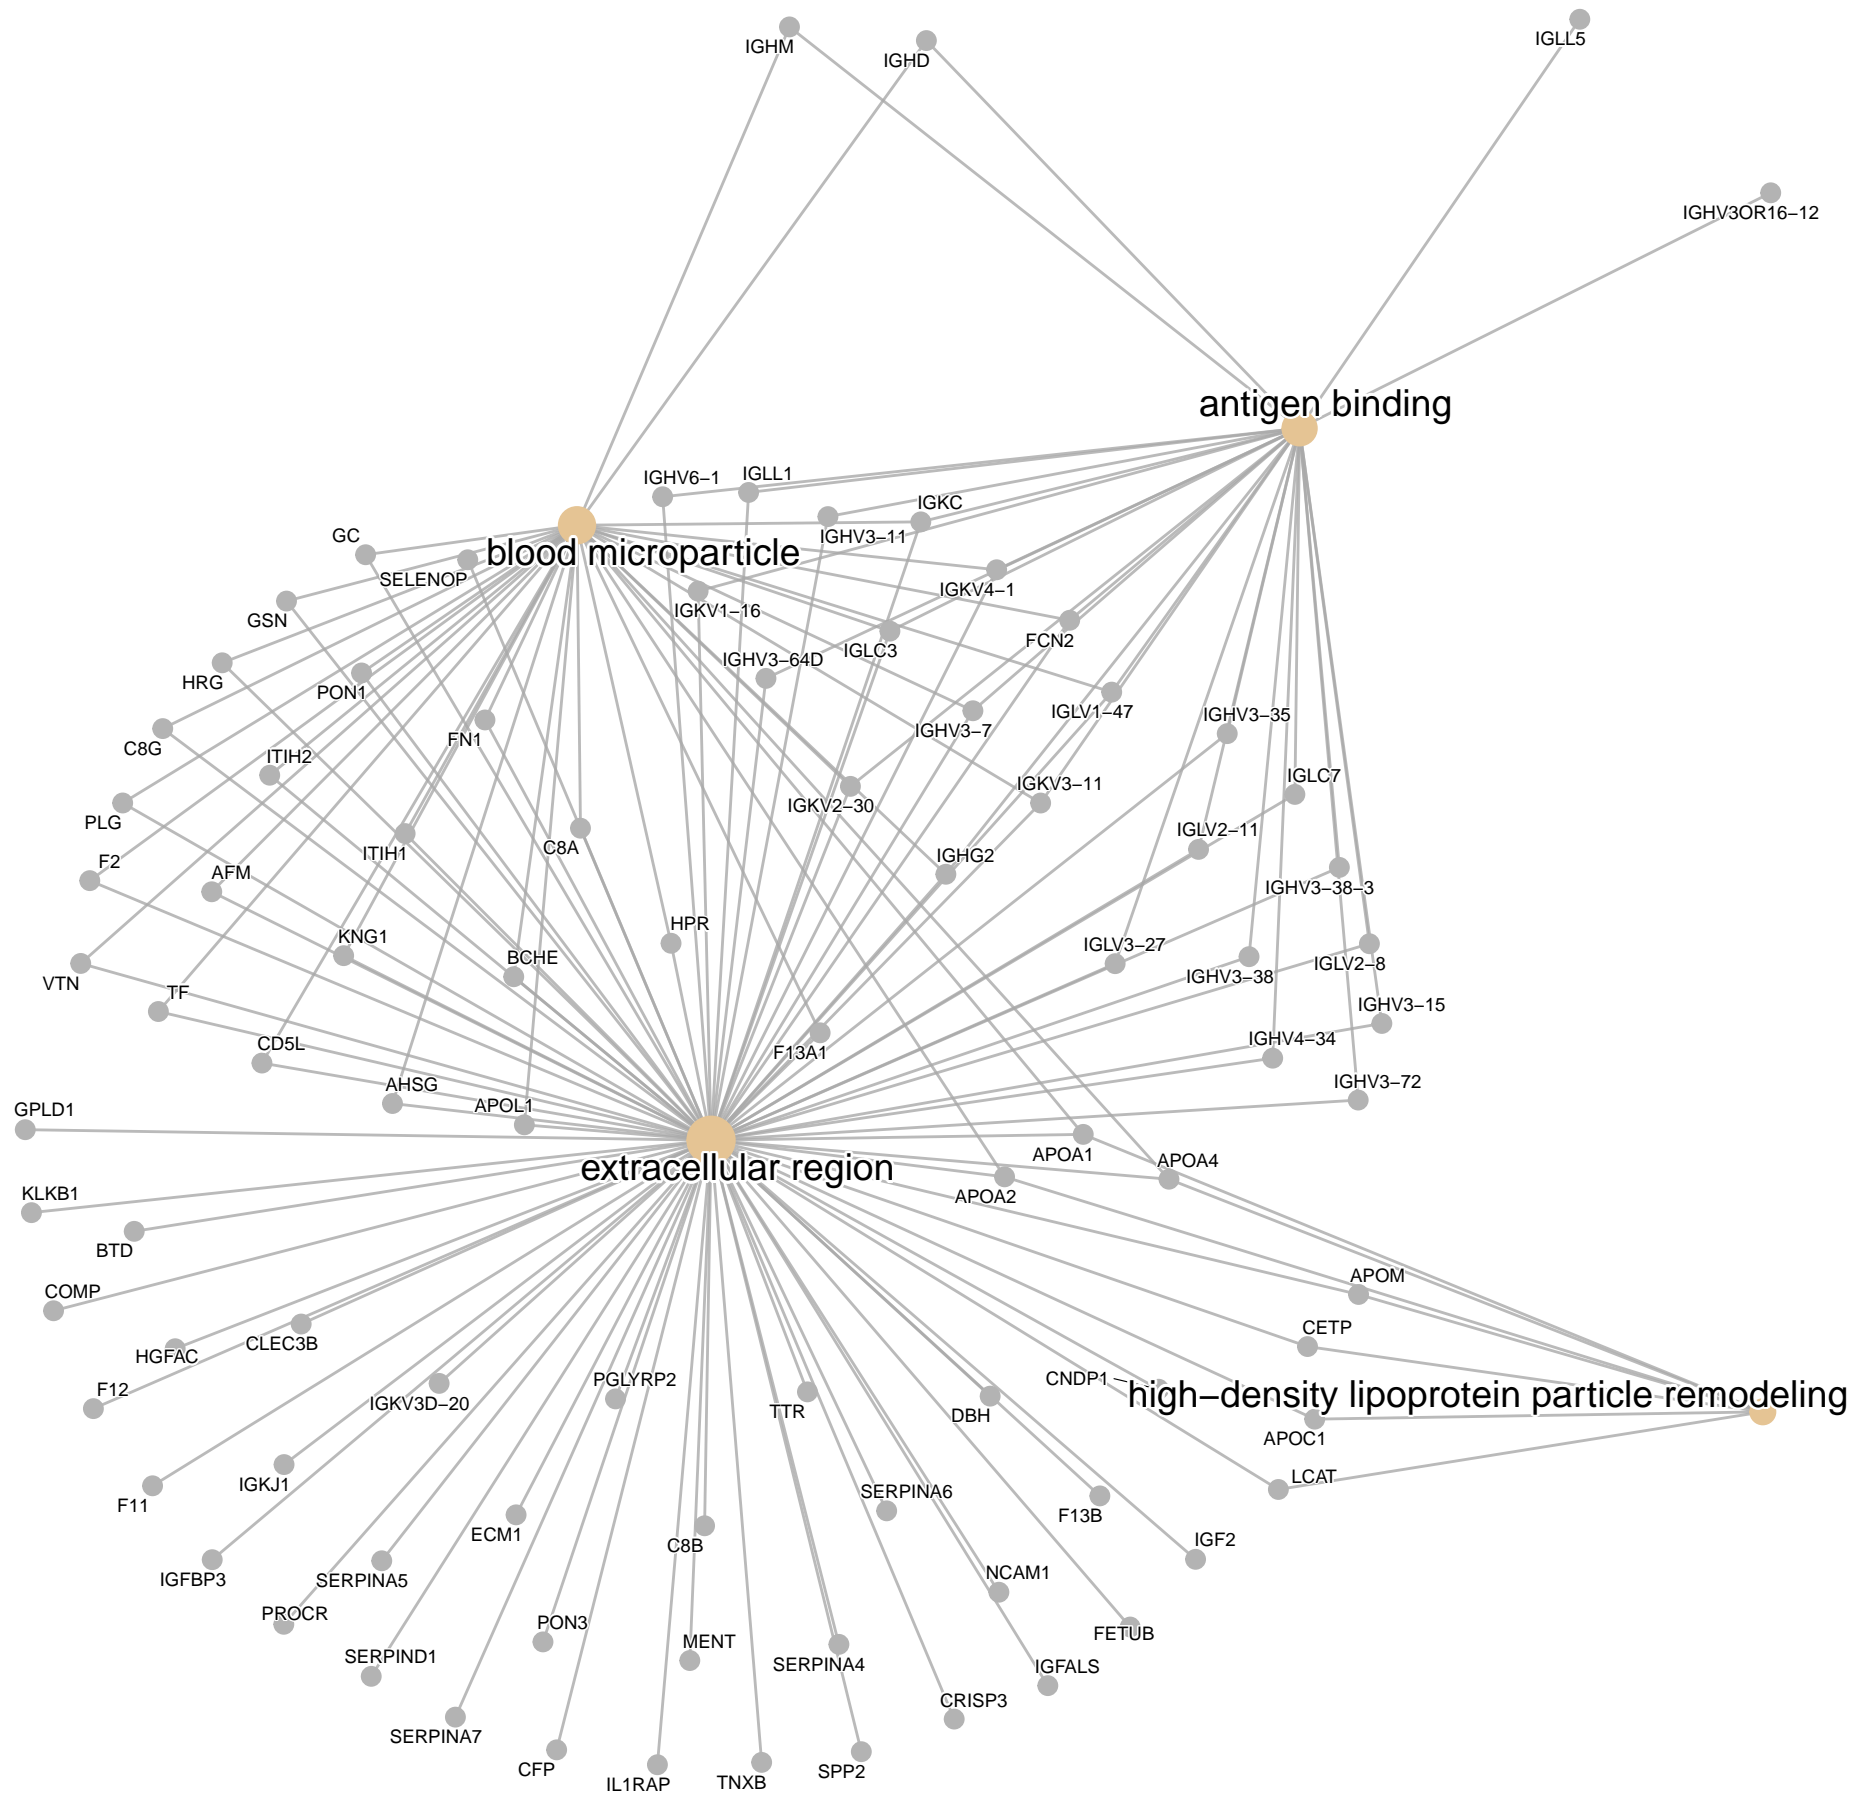 IGHM
IGHD
IGLL5
IGHV3OR16−12
antigen binding
IGHV6−1
IGLL1
IGKC
IGHV3−11
GC
blood microparticle
SELENOP
IGKV4−1
IGKV1−16
GSN
FCN2
IGLC3
IGHV3−64D
HRG
PON1
IGLV1−47
IGHV3−35
IGHV3−7
FN1
C8G
ITIH2
IGLC7
IGKV3−11
IGKV2−30
PLG
IGLV2−11
C8A
ITIH1
IGHG2
F2
AFM
IGHV3−38−3
HPR
KNG1
IGLV3−27
BCHE
IGLV2−8
IGHV3−38
VTN
TF
IGHV3−15
IGHV4−34
CD5L
F13A1
IGHV3−72
AHSG
APOL1
GPLD1
APOA1
APOA4
extracellular region
KLKB1
APOA2
BTD
APOM
COMP
CETP
CLEC3B
HGFAC
CNDP1
PGLYRP2
F12
high−density lipoprotein particle remodeling
IGKV3D−20
TTR
DBH
APOC1
LCAT
IGKJ1
SERPINA6
F11
F13B
ECM1
IGF2
C8B
NCAM1
IGFBP3
SERPINA5
PROCR
PON3
FETUB
MENT
SERPIND1
SERPINA4
IGFALS
CRISP3
SERPINA7
CFP
SPP2
TNXB
IL1RAP